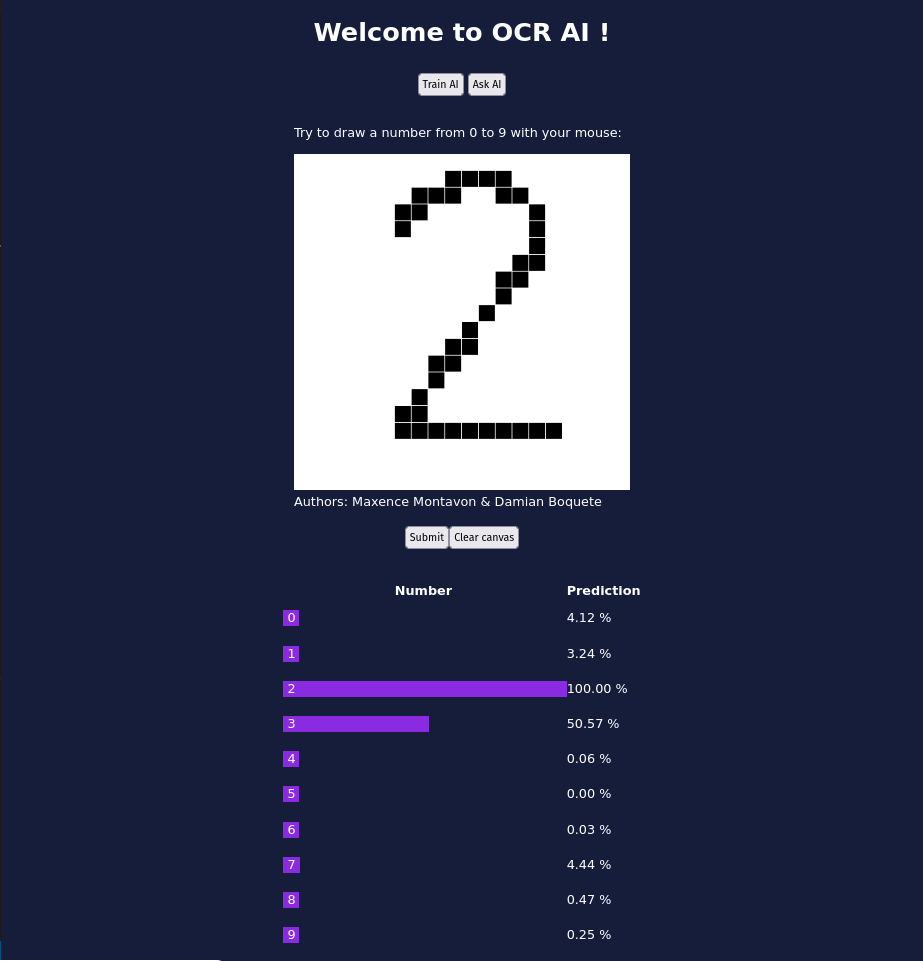 Welcome to OCR AI !
Train AI Ask AI
Try to draw a number from 0 to 9 with your mouse:
2
Authors: Maxence Montavon & Damian Boquete
Submit Clear canvas
Number Prediction
0 4.12 %
1 3.24 %
2 100.00 %
3 50.57 %
4 0.06 %
5 0.00 %
6 0.03 %
7 4.44 %
8 0.47 %
9 0.25 %